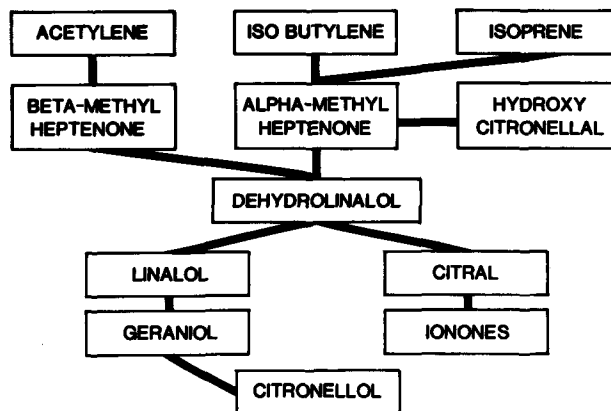 ACETYLENE
ISO BUTYLENE
ISOPRENE
BETA-METHYL
HEPTENONE
ALPHA-METHYL
HEPTENONE
HYDROXY
CITRONELLAL
DEHYDROLINALOL
LINALOL
CITRAL
GERANIOL
IONONES
CITRONELLOL